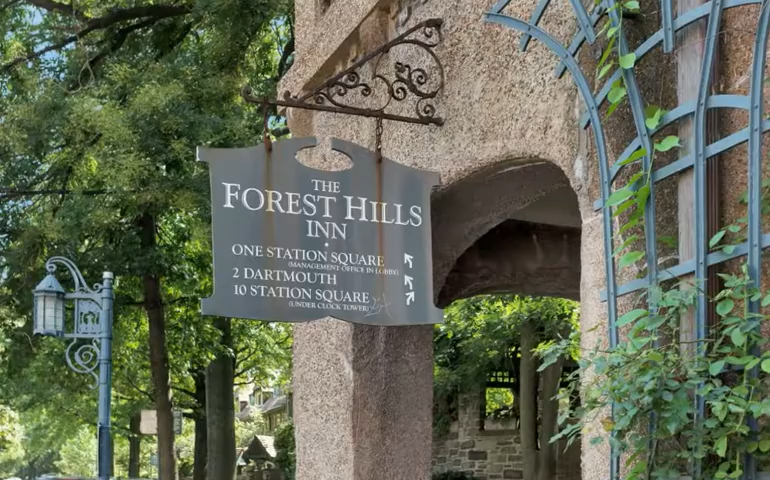 THE
FOREST HILLS
INN
ONE STATION SQUARE
(MANAGEMENT OFFICE IN LOBBY)
2 DARTMOUTH
10 STATION SQUARE
(UNDER CLOCK TOWER)